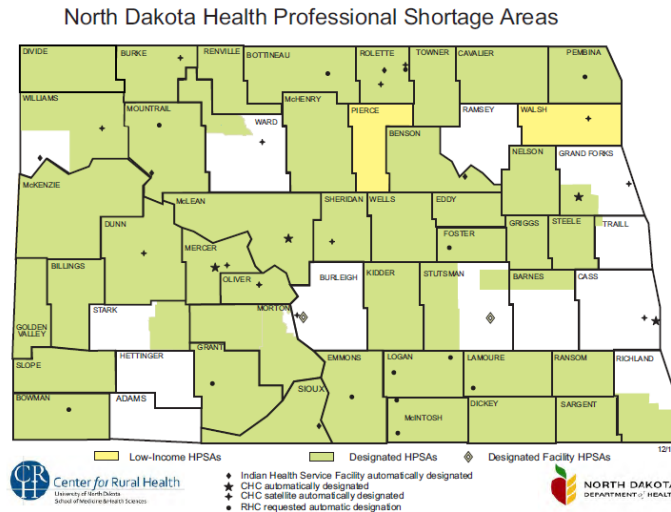 North Dakota Health Professional Shortage Areas
DIVIDE
BURKE
RENVILLE
BOTTINEAU
ROLETTE
TOWNER
CAVALIER
PEMBINA
WILLIAMS
MOUNTRAIL
WARD
McHENRY
PIERCE
BENSON
RAMSEY
WALSH
NELSON
GRAND FORKS
McKENZIE
McLEAN
SHERIDAN
WELLS
EDDY
DUNN
MERCER
FOSTER
GRIGGS
STEELE
TRAILL
BILLINGS
OLIVER
BURLEIGH
KIDDER
STUTSMAN
BARNES
CASS
GOLDEN
VALLEY
STARK
MORTON
SLOPE
HETTINGER
GRANT
EMMONS
LOGAN
LAMOURE
RANSOM
RICHLAND
SIOUX
BOWMAN
ADAMS
McINTOSH
DICKEY
SARGENT
12/1
Low-Income HPSAs
Designated HPSAs
Designated Facility HPSAs
Indian Health Service Facility automatically designated
CHC automatically designated
CHC satellite automatically designated
RHC requested automatic designation
CRH
Center for Rural Health
University of North Dakota
School of Medicine & Health Sciences
NORTH DAKOTA
DEPARTMENT of HEALTH